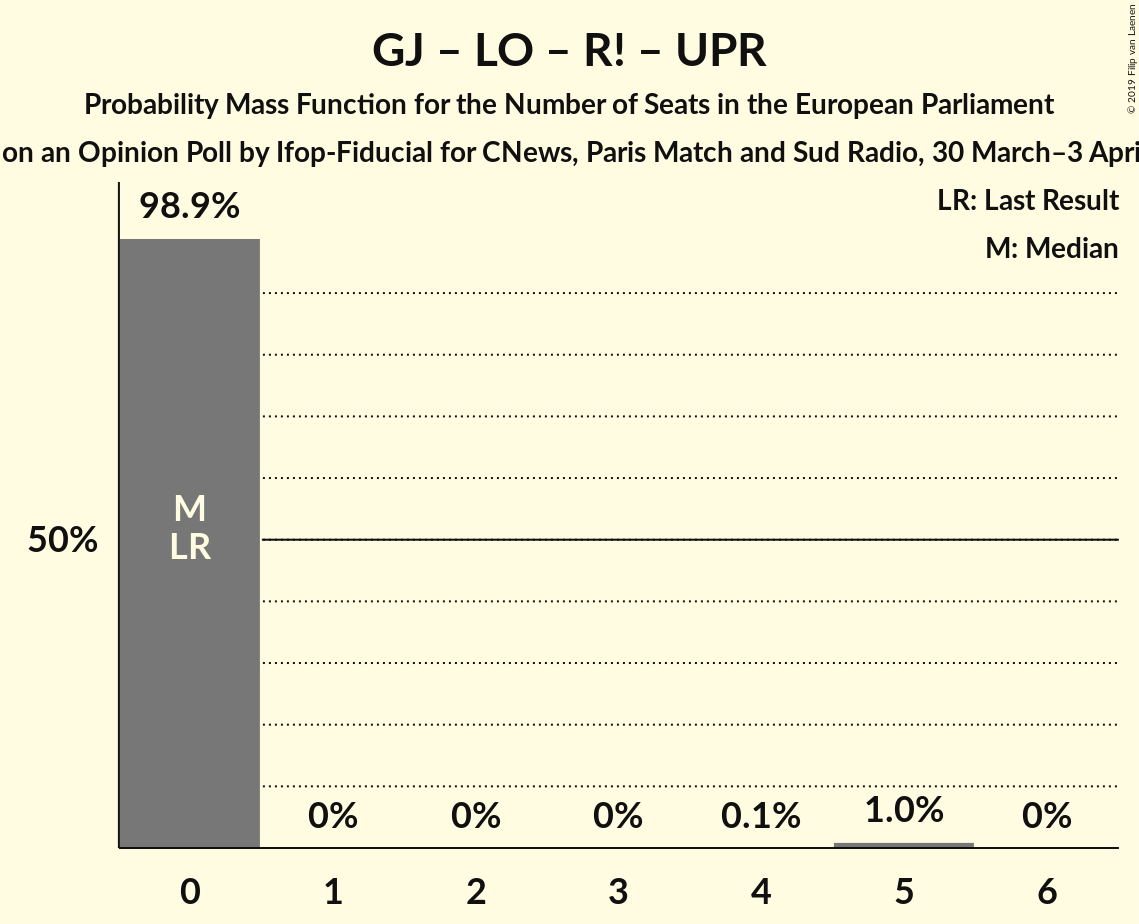 GJ – LO – R! – UPR
Probability Mass Function for the Number of Seats in the European Parliament
on an Opinion Poll by Ifop-Fiducial for CNews, Paris Match and Sud Radio, 30 March–3 Apri
© 2019 Filip van Laenen
LR: Last Result
M: Median
98.9%
M
LR
50%
0%
0%
0%
0.1%
1.0%
0%
0
1
2
3
4
5
6